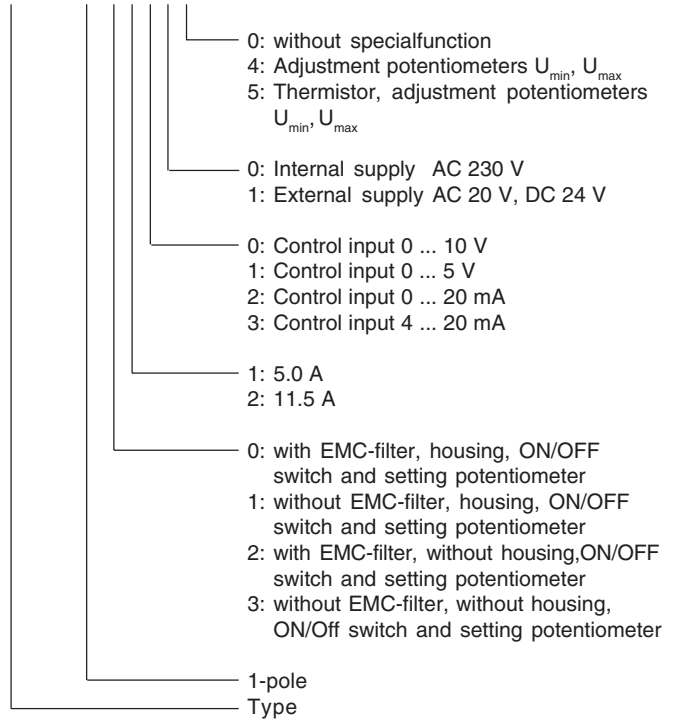 0: without specialfunction
4: Adjustment potentiometers Umin, Umax
5: Thermistor, adjustment potentiometers
Umin, Umax
0: Internal supply AC 230 V
1: External supply AC 20 V, DC 24 V
0: Control input 0 ... 10 V
1: Control input 0 ... 5 V
2: Control input 0 ... 20 mA
3: Control input 4 ... 20 mA
1: 5.0 A
2: 11.5 A
0: with EMC-filter, housing, ON/OFF
switch and setting potentiometer
1: without EMC-filter, housing, ON/OFF
switch and setting potentiometer
2: with EMC-filter, without housing,ON/OFF
switch and setting potentiometer
3: without EMC-filter, without housing,
ON/Off switch and setting potentiometer
1-pole
Type